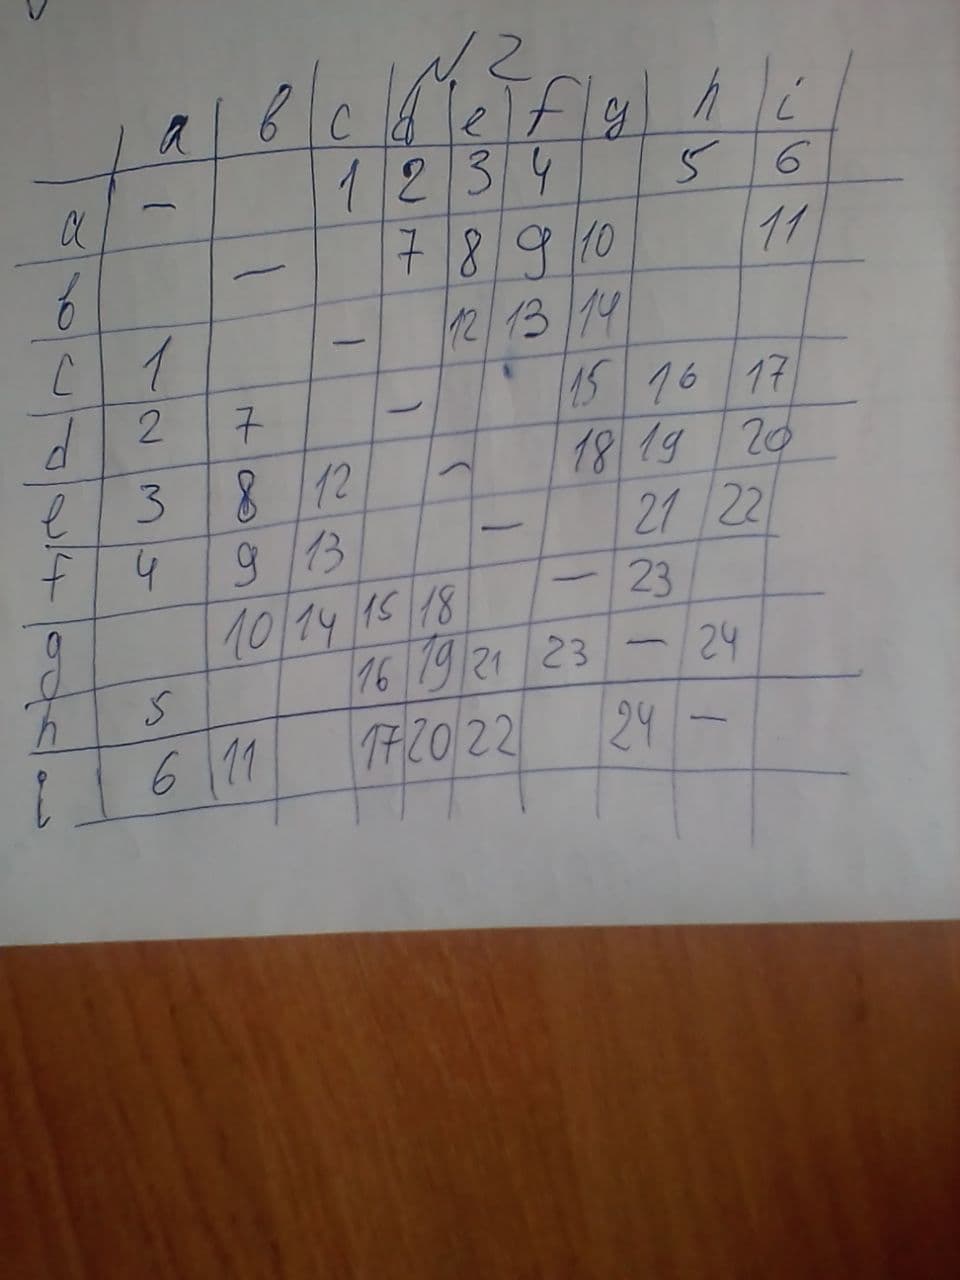 √2
a b c d e f g h i
a - 1 2 3 4 5 6
b - 7 8 9 10 11
c 1 - 12 13 14
d 2 7 - 15 16 17
e 3 8 12 - 18 19 20
f 4 9 13 - 21 22
g 10 14 15 18 - 23
h 5 16 19 21 23 - 24
i 6 11 17 20 22 24 -